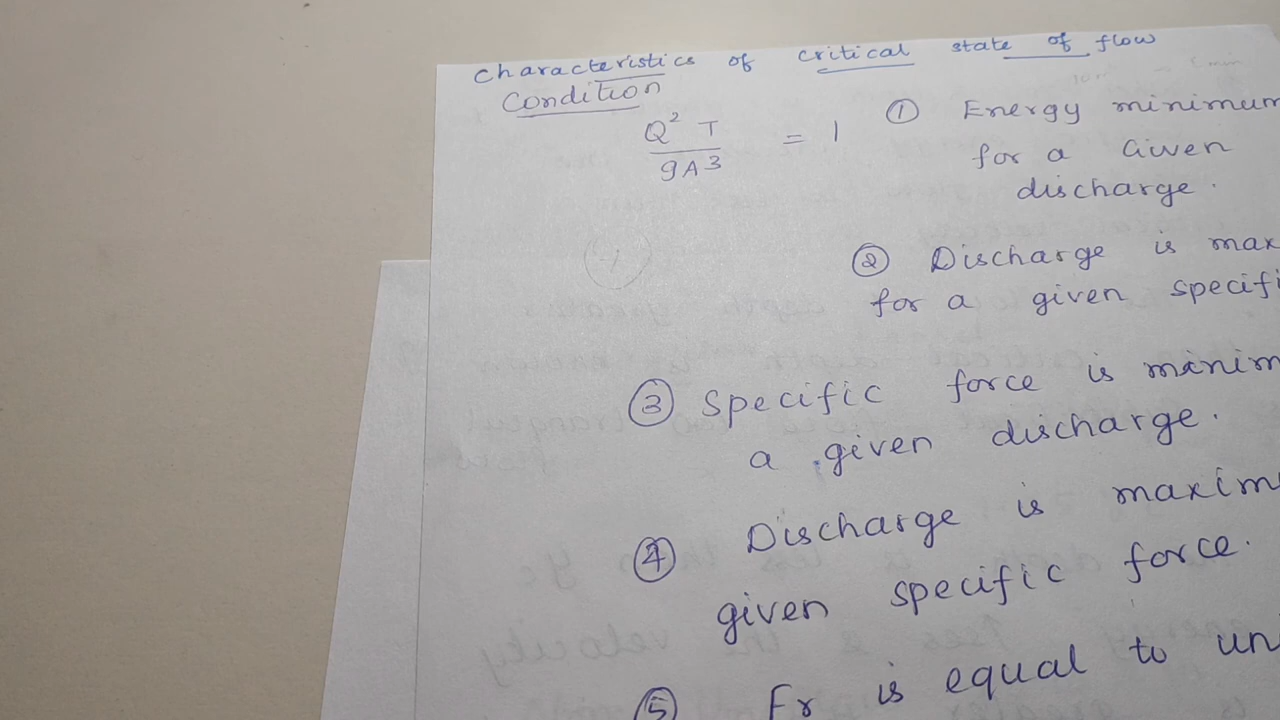 Characteristics of critical state of flow
Condition
Q² T / gA³ = 1
① Energy minimum
for a Given
discharge.
② Discharge is max
for a given specifi
③ Specific force is minim
a given discharge.
④ Discharge is maxim
given specific force.
⑤ Fr is equal to un